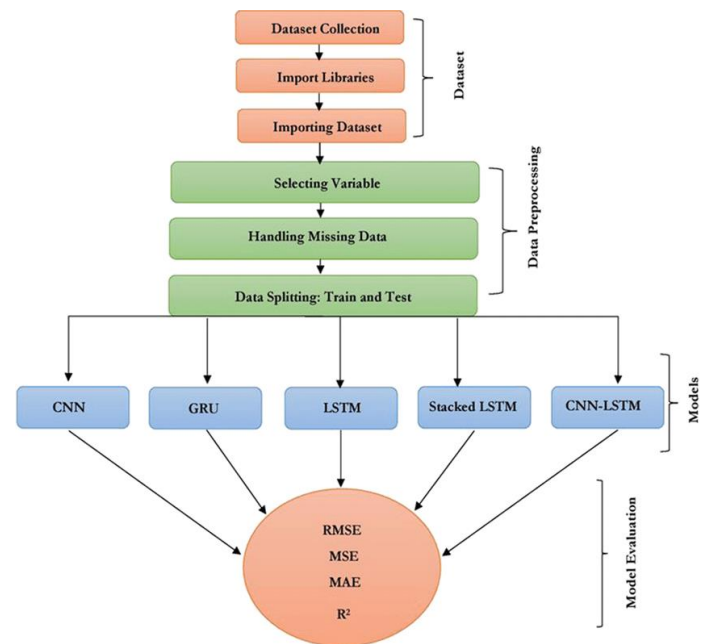 Dataset Collection
Import Libraries
Importing Dataset
Dataset
Selecting Variable
Handling Missing Data
Data Splitting: Train and Test
Data Preprocessing
CNN
GRU
LSTM
Stacked LSTM
CNN-LSTM
Models
RMSE
MSE
MAE
R²
Model Evaluation